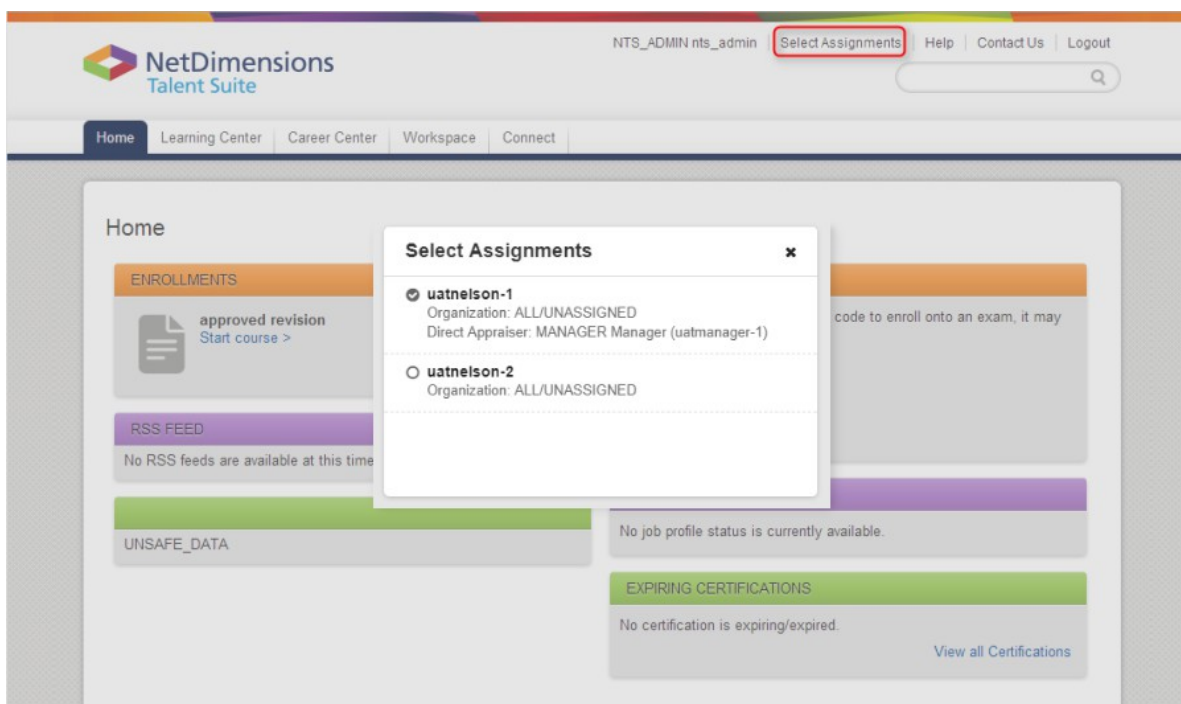 NTS_ADMIN nts_admin Select Assignments Help Contact Us Logout
NetDimensions
Talent Suite
Home Learning Center Career Center Workspace Connect
Home
ENROLLMENTS
approved revision
Start course >
RSS FEED
No RSS feeds are available at this time
UNSAFE_DATA
Select Assignments
uatnelson-1
Organization: ALL/UNASSIGNED
Direct Appraiser: MANAGER Manager (uatmanager-1)
uatnelson-2
Organization: ALL/UNASSIGNED
code to enroll onto an exam, it may
No job profile status is currently available.
EXPIRING CERTIFICATIONS
No certification is expiring/expired.
View all Certifications